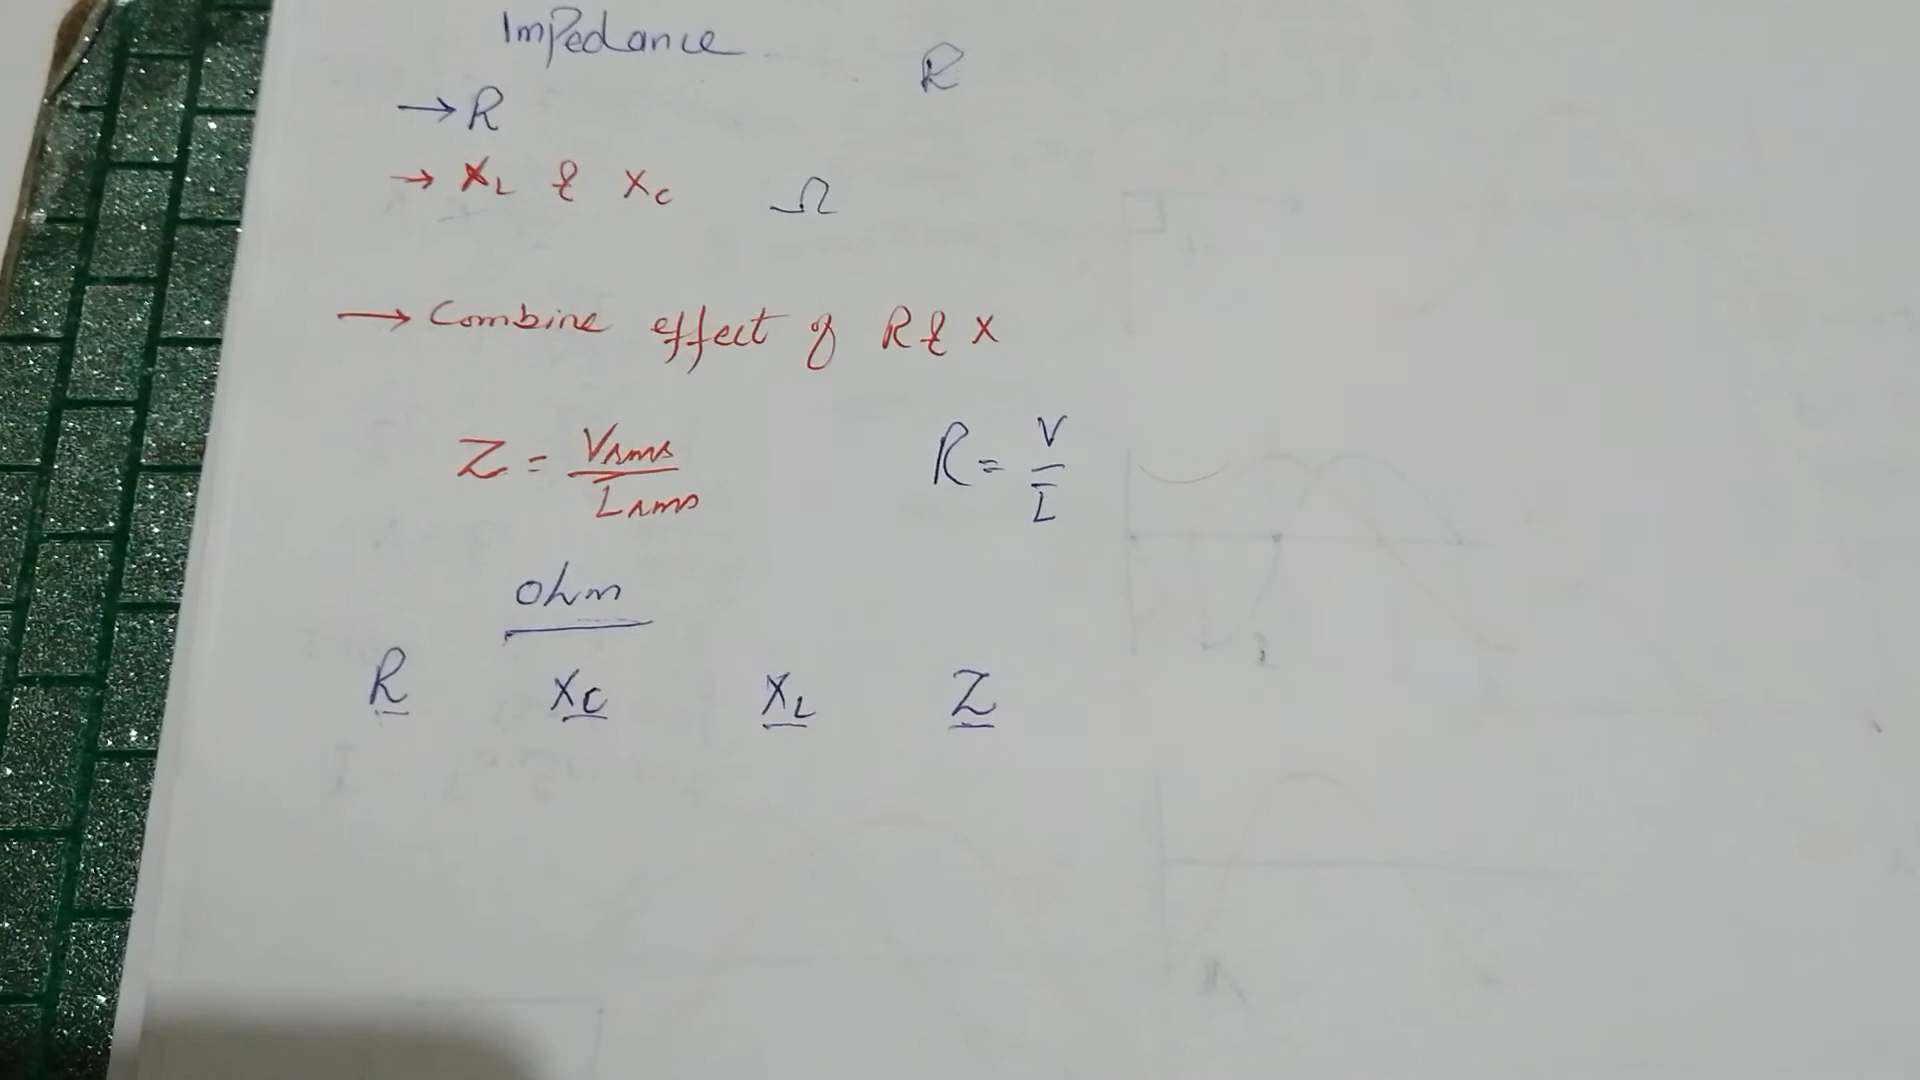 Impedance
R
→ R
→ XL & XC Ω
→ Combine effect of R & X
Z = Vrms / Irms R = V / I
ohm
R XC XL Z